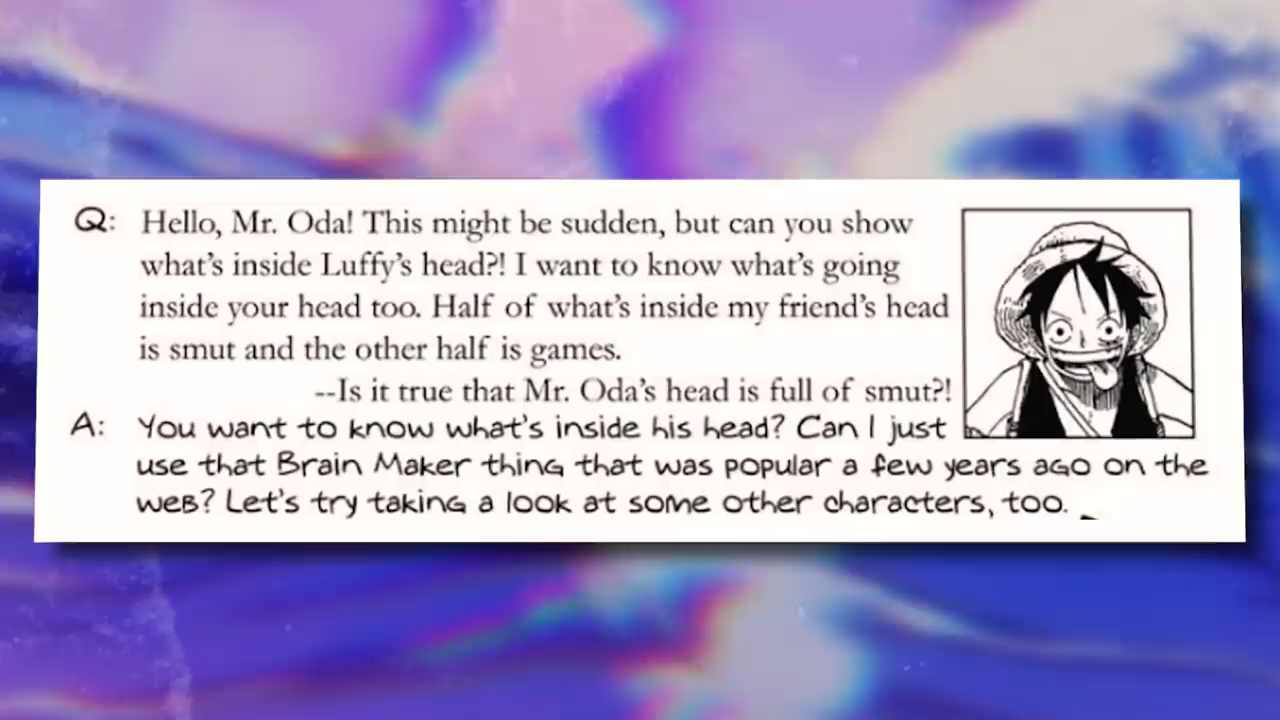 Q: Hello, Mr. Oda! This might be sudden, but can you show
what's inside Luffy's head?! I want to know what's going
inside your head too. Half of what's inside my friend's head
is smut and the other half is games.
--Is it true that Mr. Oda's head is full of smut?!
A: You want to know what's inside his head? Can I just
use that Brain Maker thing that was popular a few years ago on the
web? Let's try taking a look at some other characters, too.